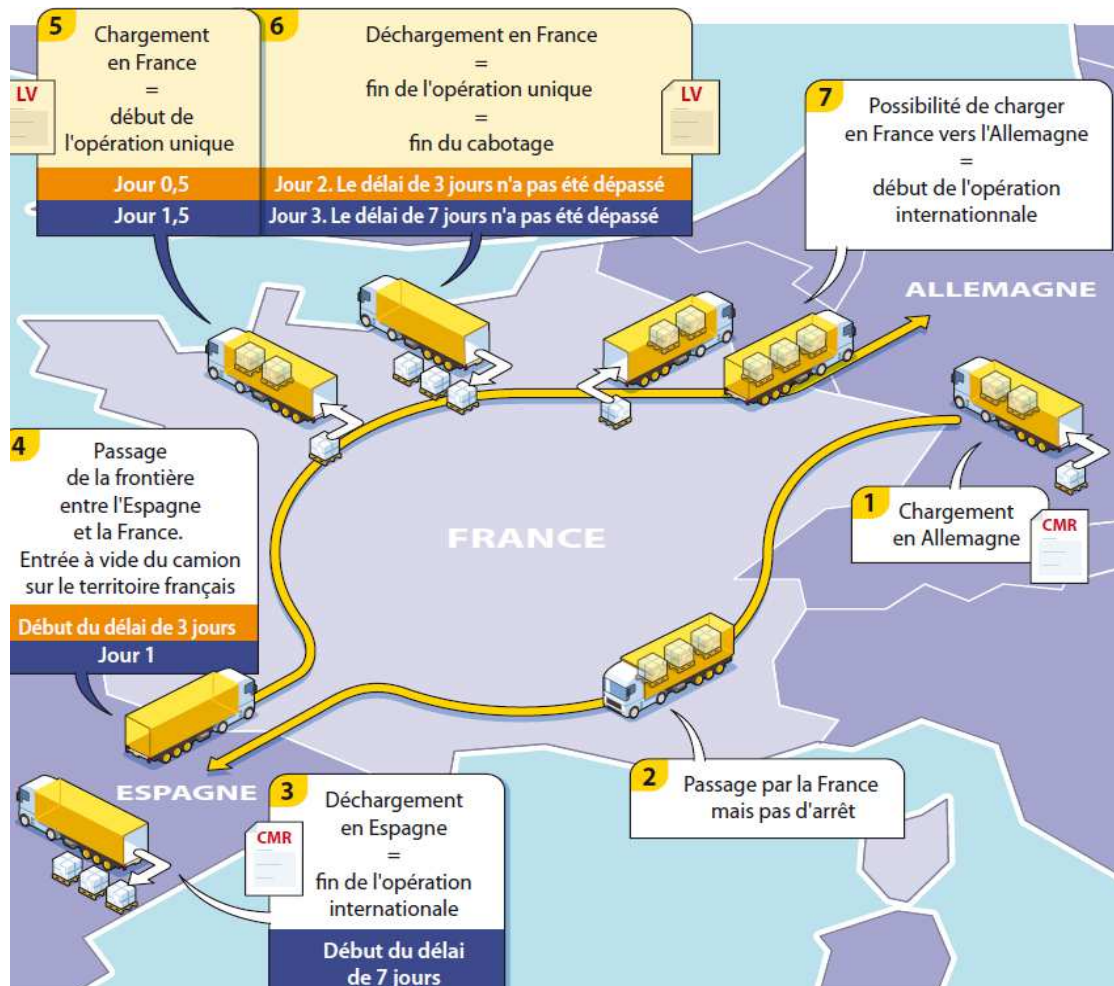 5
Chargement
en France
=
début de
l'opération unique
LV
Jour 0,5
Jour 1,5
6
Déchargement en France
=
fin de l'opération unique
=
fin du cabotage
LV
Jour 2. Le délai de 3 jours n'a pas été dépassé
Jour 3. Le délai de 7 jours n'a pas été dépassé
7
Possibilité de charger
en France vers l'Allemagne
=
début de l'opération
internationnale
ALLEMAGNE
4
Passage
de la frontière
entre l'Espagne
et la France.
Entrée à vide du camion
sur le territoire français
Début du délai de 3 jours
Jour 1
FRANCE
1
Chargement
en Allemagne
CMR
2
Passage par la France
mais pas d'arrêt
ESPAGNE
3
Déchargement
en Espagne
=
fin de l'opération
internationale
CMR
Début du délai
de 7 jours